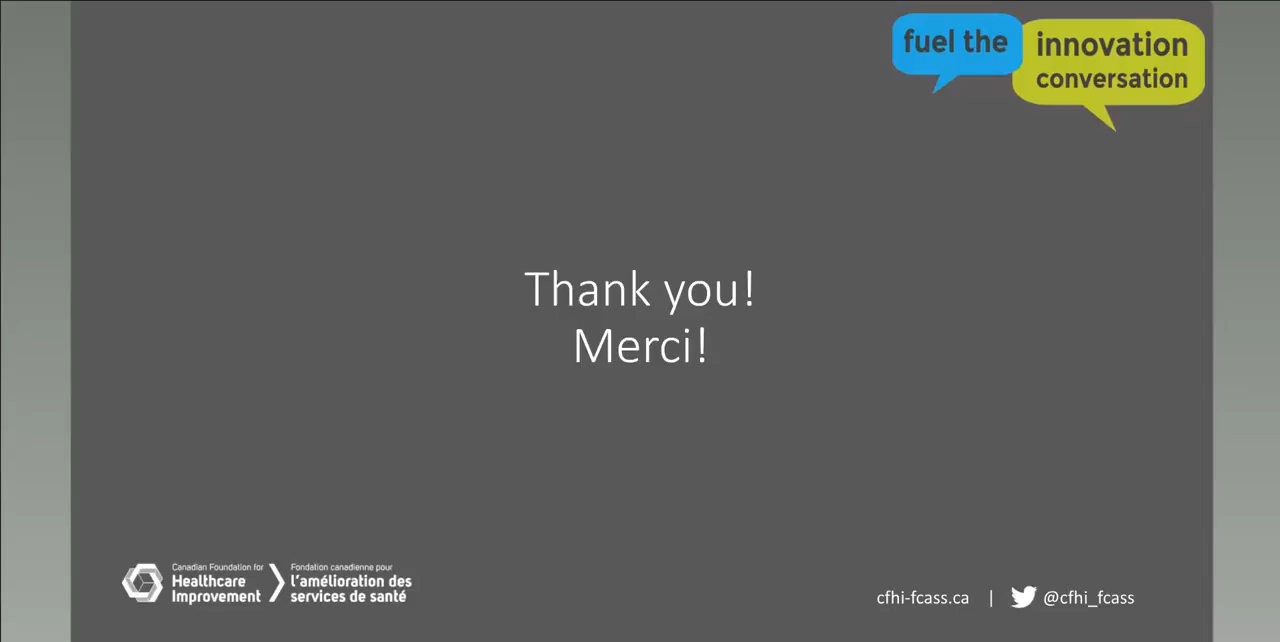 fuel the
innovation
conversation
Thank you!
Merci!
Canadian Foundation for
Healthcare
Improvement
Fondation canadienne pour
l'amélioration des
services de santé
cfhi-fcass.ca | @cfhi_fcass